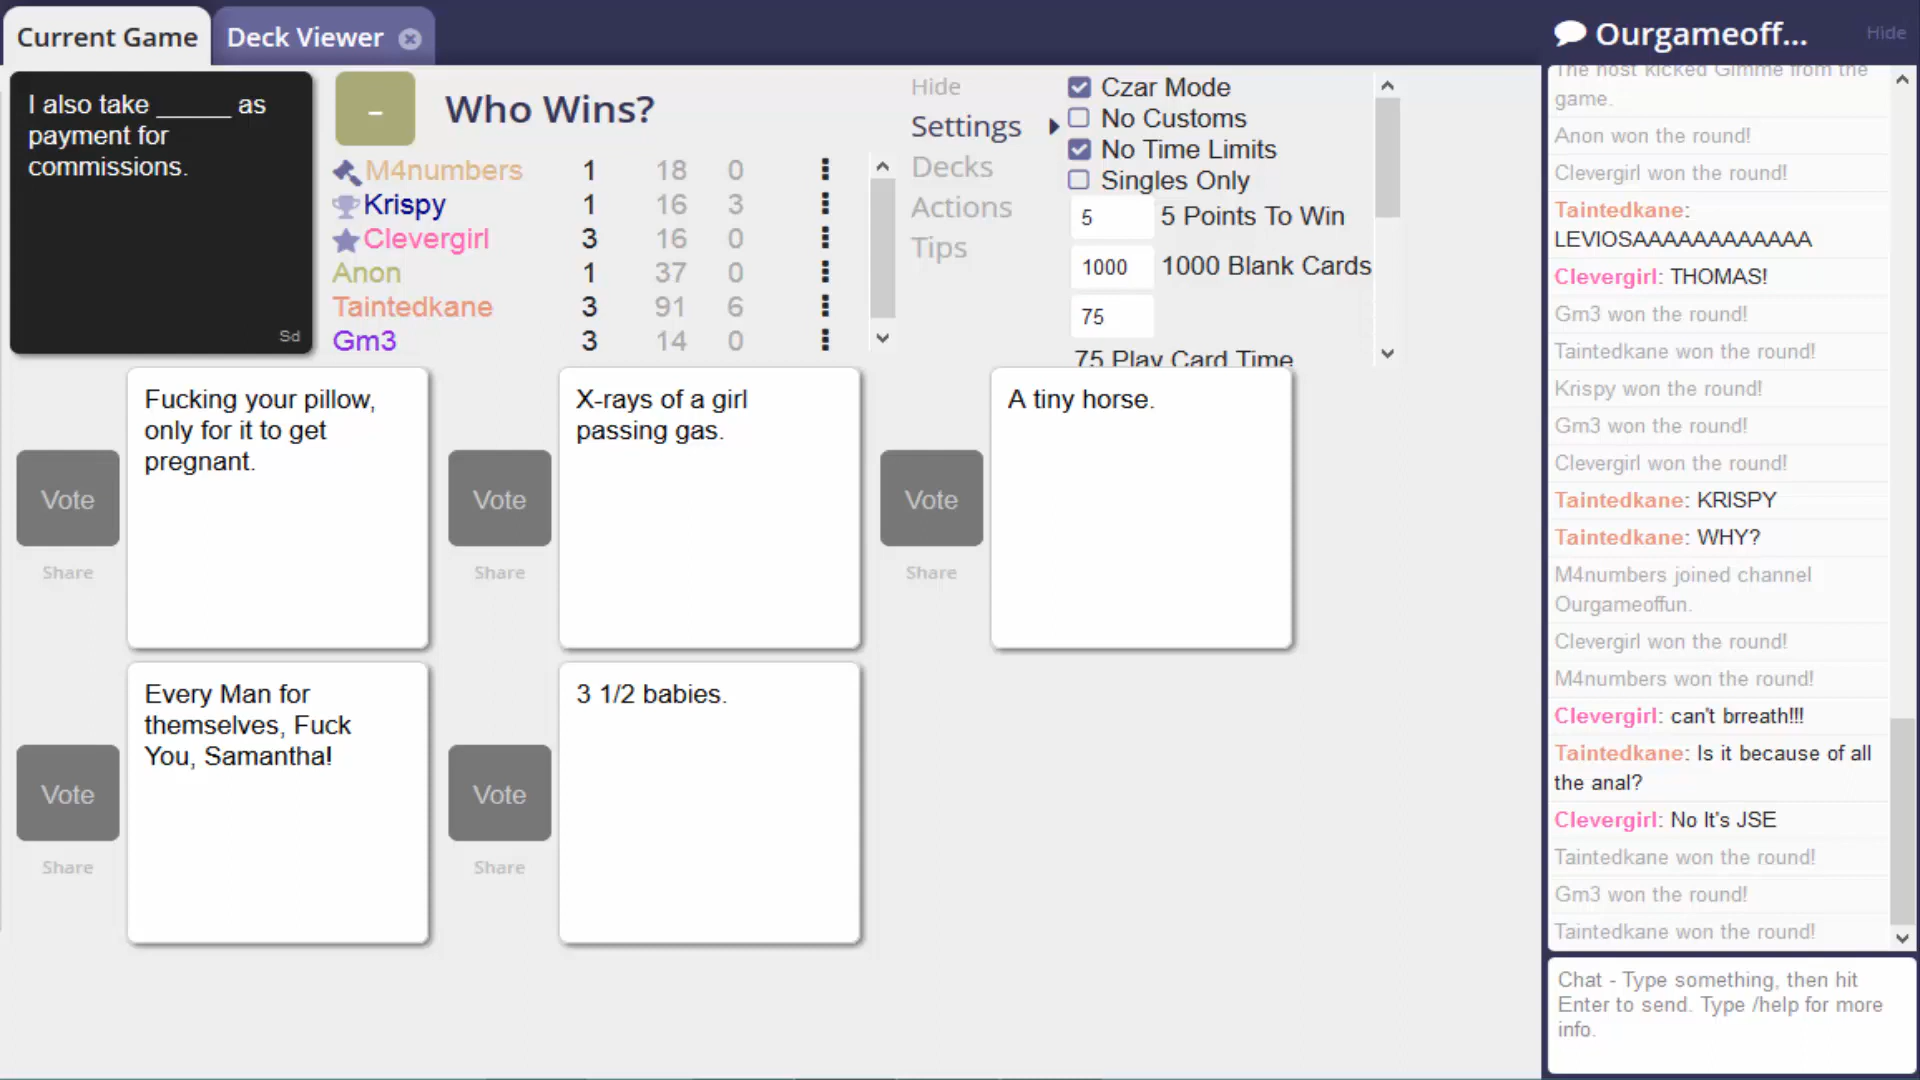 Current Game
Deck Viewer
I also take _____ as
payment for
commissions.
Sd
–
Who Wins?
M4numbers 1 18 0
Krispy 1 16 3
Clevergirl 3 16 0
Anon 1 37 0
Taintedkane 3 91 6
Gm3 3 14 0
Hide
Settings
Decks
Actions
Tips
Czar Mode
No Customs
No Time Limits
Singles Only
5 5 Points To Win
1000 1000 Blank Cards
75
75 Play Card Time
Vote
Share
Fucking your pillow,
only for it to get
pregnant.
Vote
Share
X-rays of a girl
passing gas.
Vote
Share
A tiny horse.
Vote
Share
Every Man for
themselves, Fuck
You, Samantha!
Vote
Share
3 1/2 babies.
Ourgameoff...
Hide
The host kicked Gimme from the
game.
Anon won the round!
Clevergirl won the round!
Taintedkane:
LEVIOSAAAAAAAAAAAA
Clevergirl: THOMAS!
Gm3 won the round!
Taintedkane won the round!
Krispy won the round!
Gm3 won the round!
Clevergirl won the round!
Taintedkane: KRISPY
Taintedkane: WHY?
M4numbers joined channel
Ourgameoffun.
Clevergirl won the round!
M4numbers won the round!
Clevergirl: can't brreath!!!
Taintedkane: Is it because of all
the anal?
Clevergirl: No It's JSE
Taintedkane won the round!
Gm3 won the round!
Taintedkane won the round!
Chat - Type something, then hit
Enter to send. Type /help for more
info.